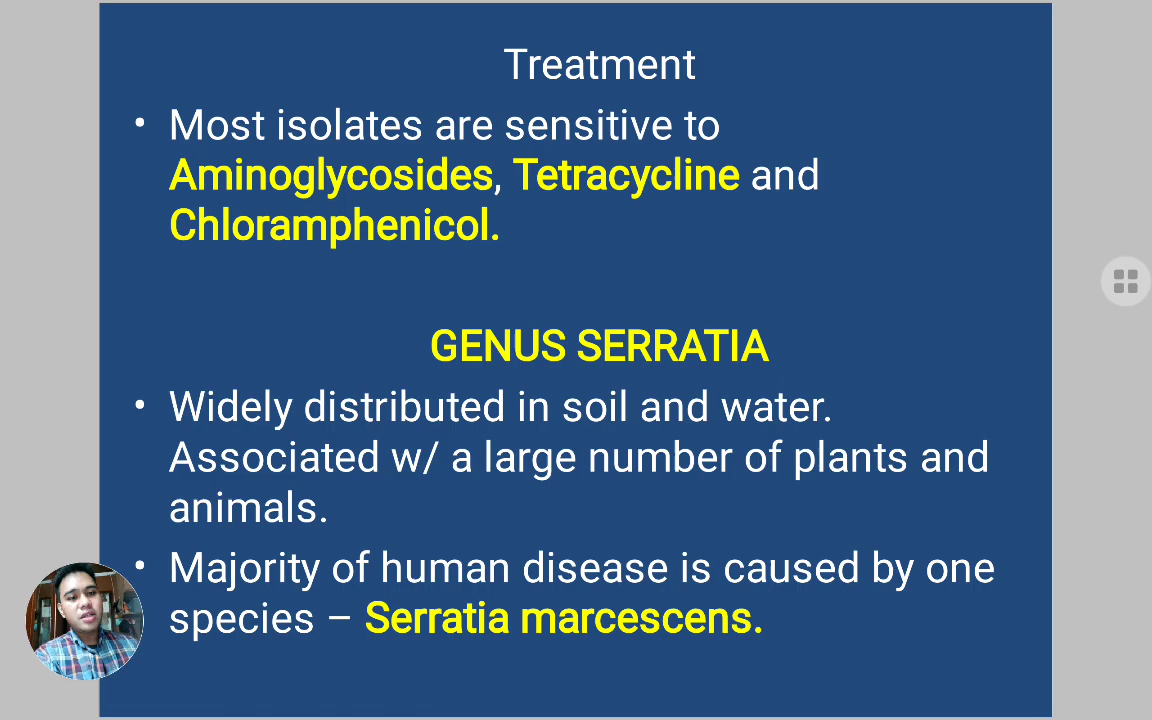 Treatment
• Most isolates are sensitive to
Aminoglycosides, Tetracycline and
Chloramphenicol.
GENUS SERRATIA
• Widely distributed in soil and water.
Associated w/ a large number of plants and
animals.
• Majority of human disease is caused by one
species – Serratia marcescens.